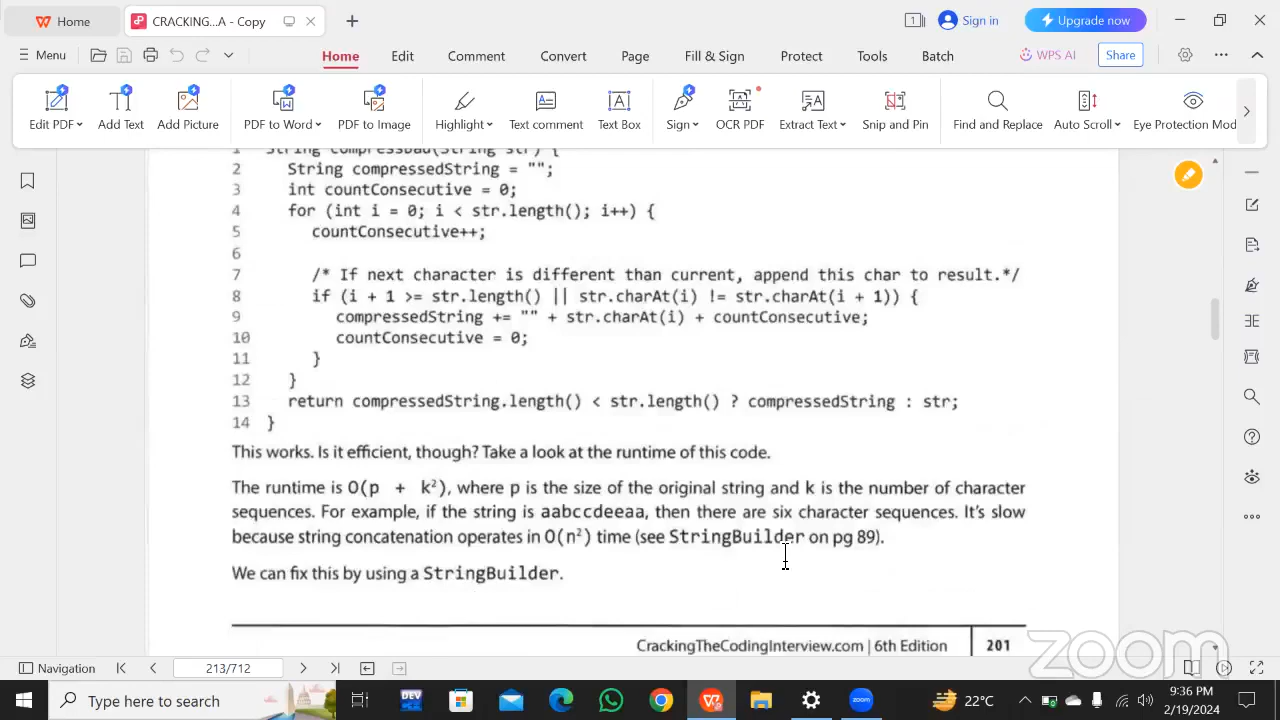 Home
CRACKING...A - Copy
1
Sign in
Upgrade now
Menu
Home
Edit
Comment
Convert
Page
Fill & Sign
Protect
Tools
Batch
WPS AI
Share
Edit PDF
Add Text
Add Picture
PDF to Word
PDF to Image
Highlight
Text comment
Text Box
Sign
OCR PDF
Extract Text
Snip and Pin
Find and Replace
Auto Scroll
Eye Protection Mod
1 String compressBad(String str) {
2 String compressedString = "";
3 int countConsecutive = 0;
4 for (int i = 0; i < str.length(); i++) {
5 countConsecutive++;
6
7 /* If next character is different than current, append this char to result.*/
8 if (i + 1 >= str.length() || str.charAt(i) != str.charAt(i + 1)) {
9 compressedString += "" + str.charAt(i) + countConsecutive;
10 countConsecutive = 0;
11 }
12 }
13 return compressedString.length() < str.length() ? compressedString : str;
14 }
This works. Is it efficient, though? Take a look at the runtime of this code.
The runtime is O(p + k²), where p is the size of the original string and k is the number of character
sequences. For example, if the string is aabccdeeaa, then there are six character sequences. It's slow
because string concatenation operates in O(n²) time (see StringBuilder on pg 89).
We can fix this by using a StringBuilder.
CrackingTheCodingInterview.com | 6th Edition 201
zoom
Navigation
213/712
Type here to search
DEV
zoom
22°C
9:36 PM
2/19/2024